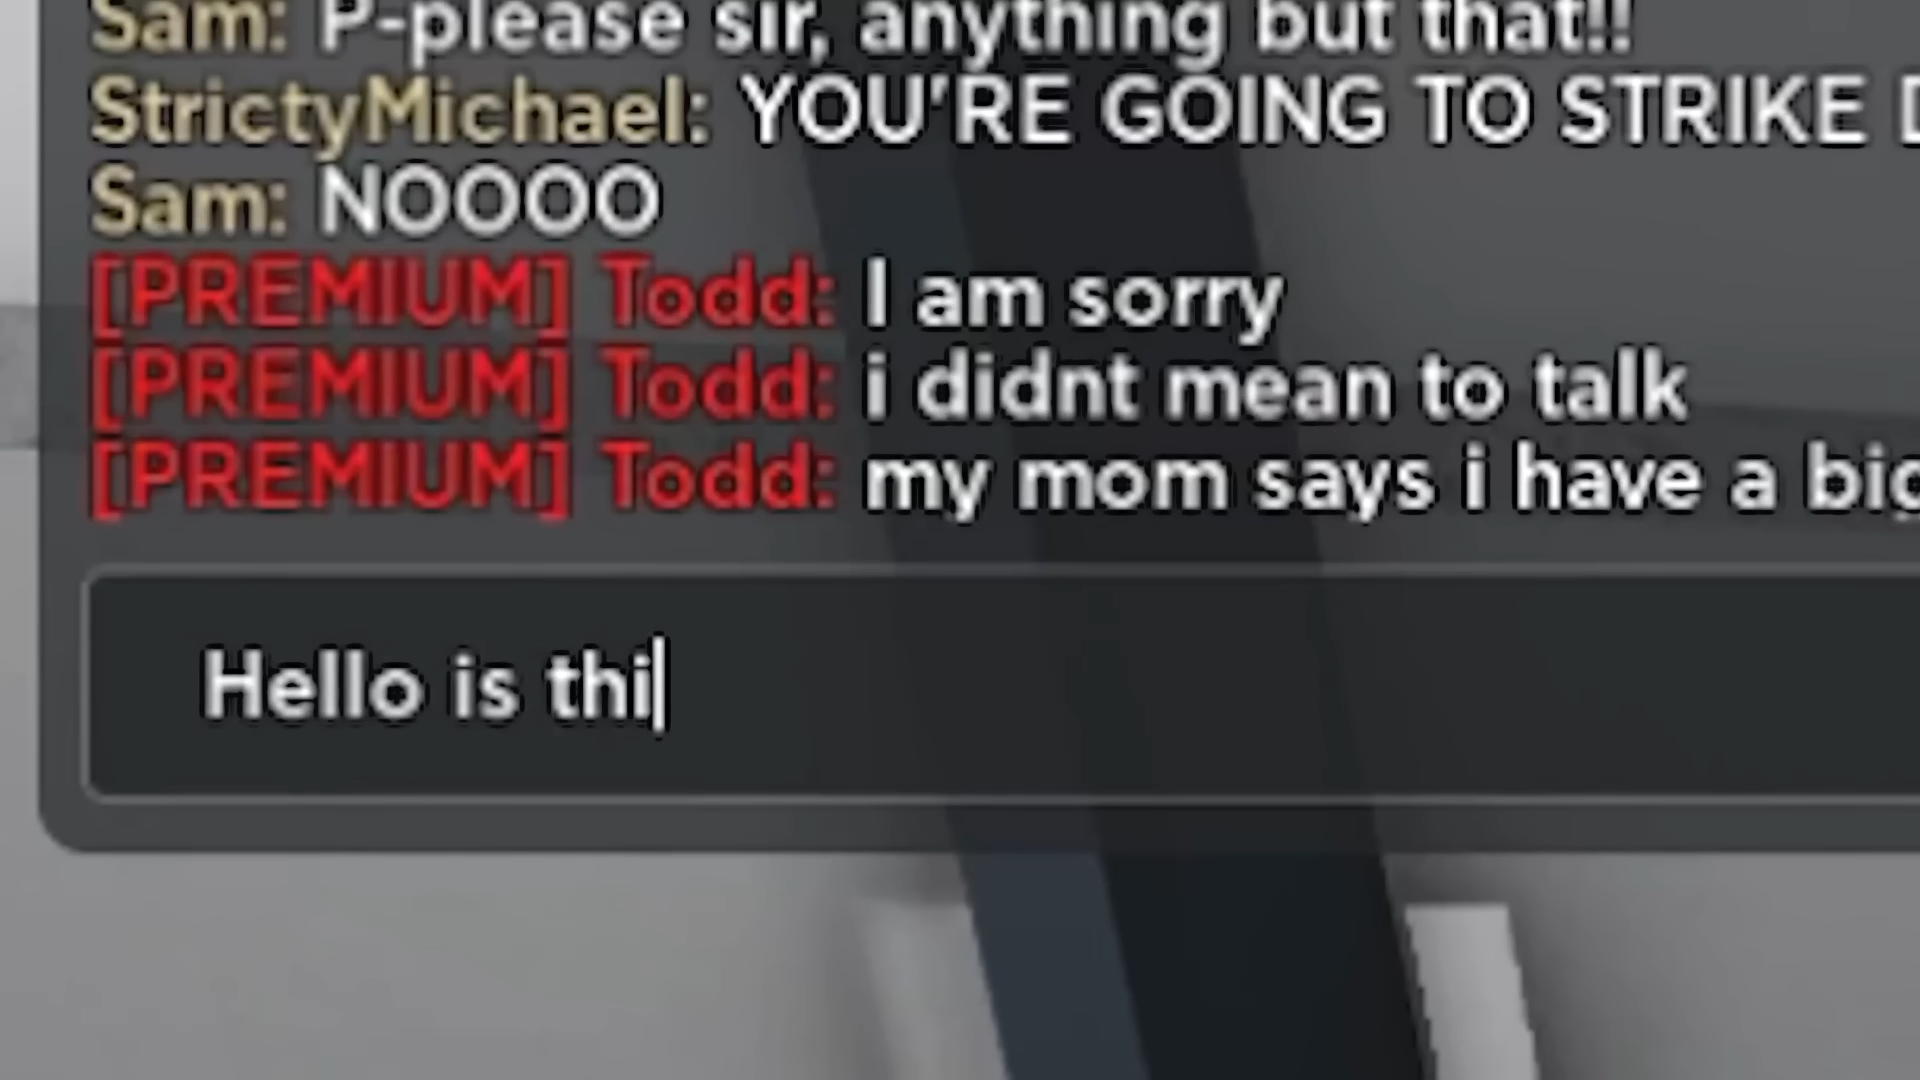 Sam: P-please sir, anything but that!!
StrictyMichael: YOU'RE GOING TO STRIKE
Sam: NOOOO
[PREMIUM] Todd: I am sorry
[PREMIUM] Todd: i didnt mean to talk
[PREMIUM] Todd: my mom says i have a big
Hello is thi